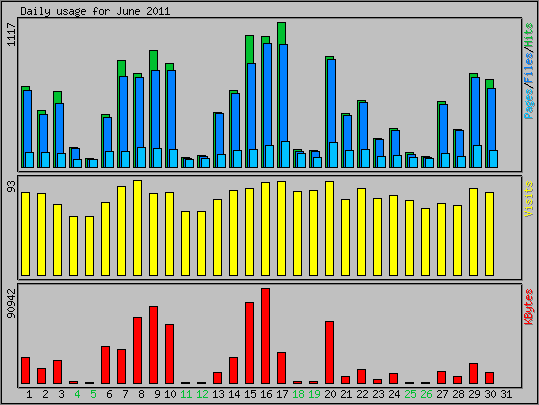 Daily usage for June 2011
1117
Pages/Files/Hits
93
Visits
90942
KBytes
1 2 3 4 5 6 7 8 9 10 11 12 13 14 15 16 17 18 19 20 21 22 23 24 25 26 27 28 29 30 31